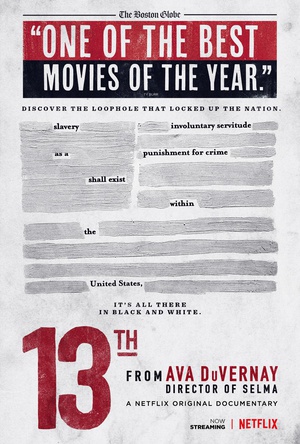 The Boston Globe
“ONE OF THE BEST
MOVIES OF THE YEAR.”
DISCOVER THE LOOPHOLE THAT LOCKED UP THE NATION.
slavery involuntary servitude
as a punishment for crime
shall exist
within
the
United States,
IT'S ALL THERE
IN BLACK AND WHITE.
13TH
FROM AVA DuVERNAY
DIRECTOR OF SELMA
A NETFLIX ORIGINAL DOCUMENTARY
NOW
STREAMING | NETFLIX